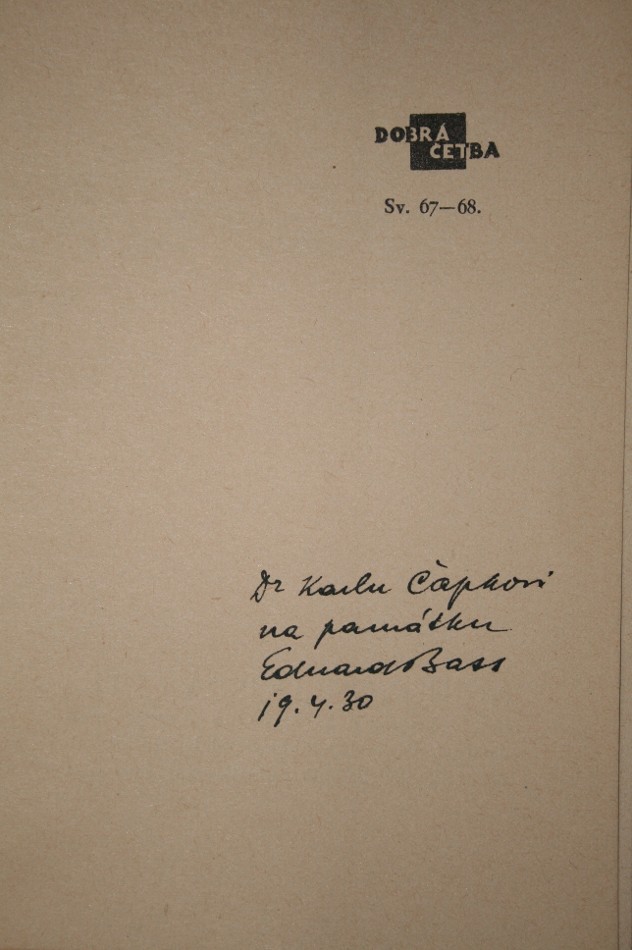 DOBRÁ
ČETBA
Sv. 67—68.
Dr Karlu Čapkovi
na památku
Eduard Bass
19.4.30